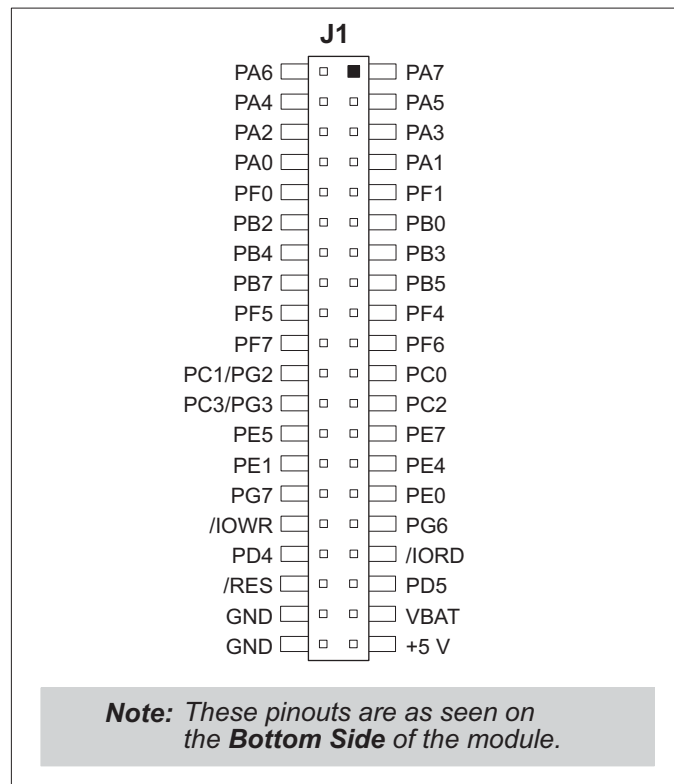 J1
PA6 PA7
PA4 PA5
PA2 PA3
PA0 PA1
PF0 PF1
PB2 PB0
PB4 PB3
PB7 PB5
PF5 PF4
PF7 PF6
PC1/PG2 PC0
PC3/PG3 PC2
PE5 PE7
PE1 PE4
PG7 PE0
/IOWR PG6
PD4 /IORD
/RES PD5
GND VBAT
GND +5 V
Note: These pinouts are as seen on
the Bottom Side of the module.